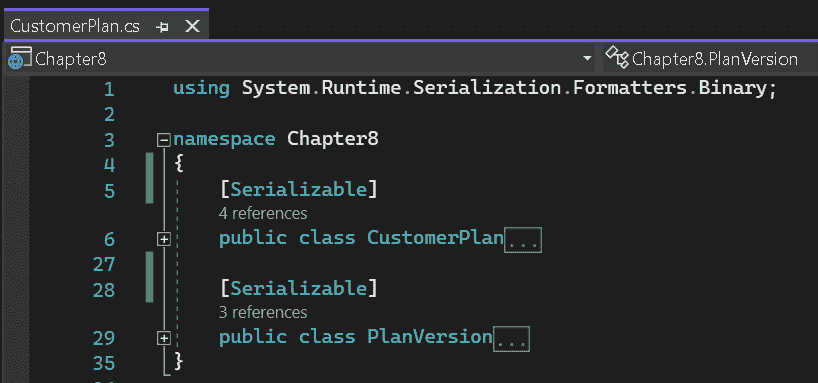 CustomerPlan.cs
Chapter8 Chapter8.PlanVersion
1 using System.Runtime.Serialization.Formatters.Binary;
2
3 namespace Chapter8
4 {
5 [Serializable]
4 references
6 public class CustomerPlan...
27
28 [Serializable]
3 references
29 public class PlanVersion...
35 }